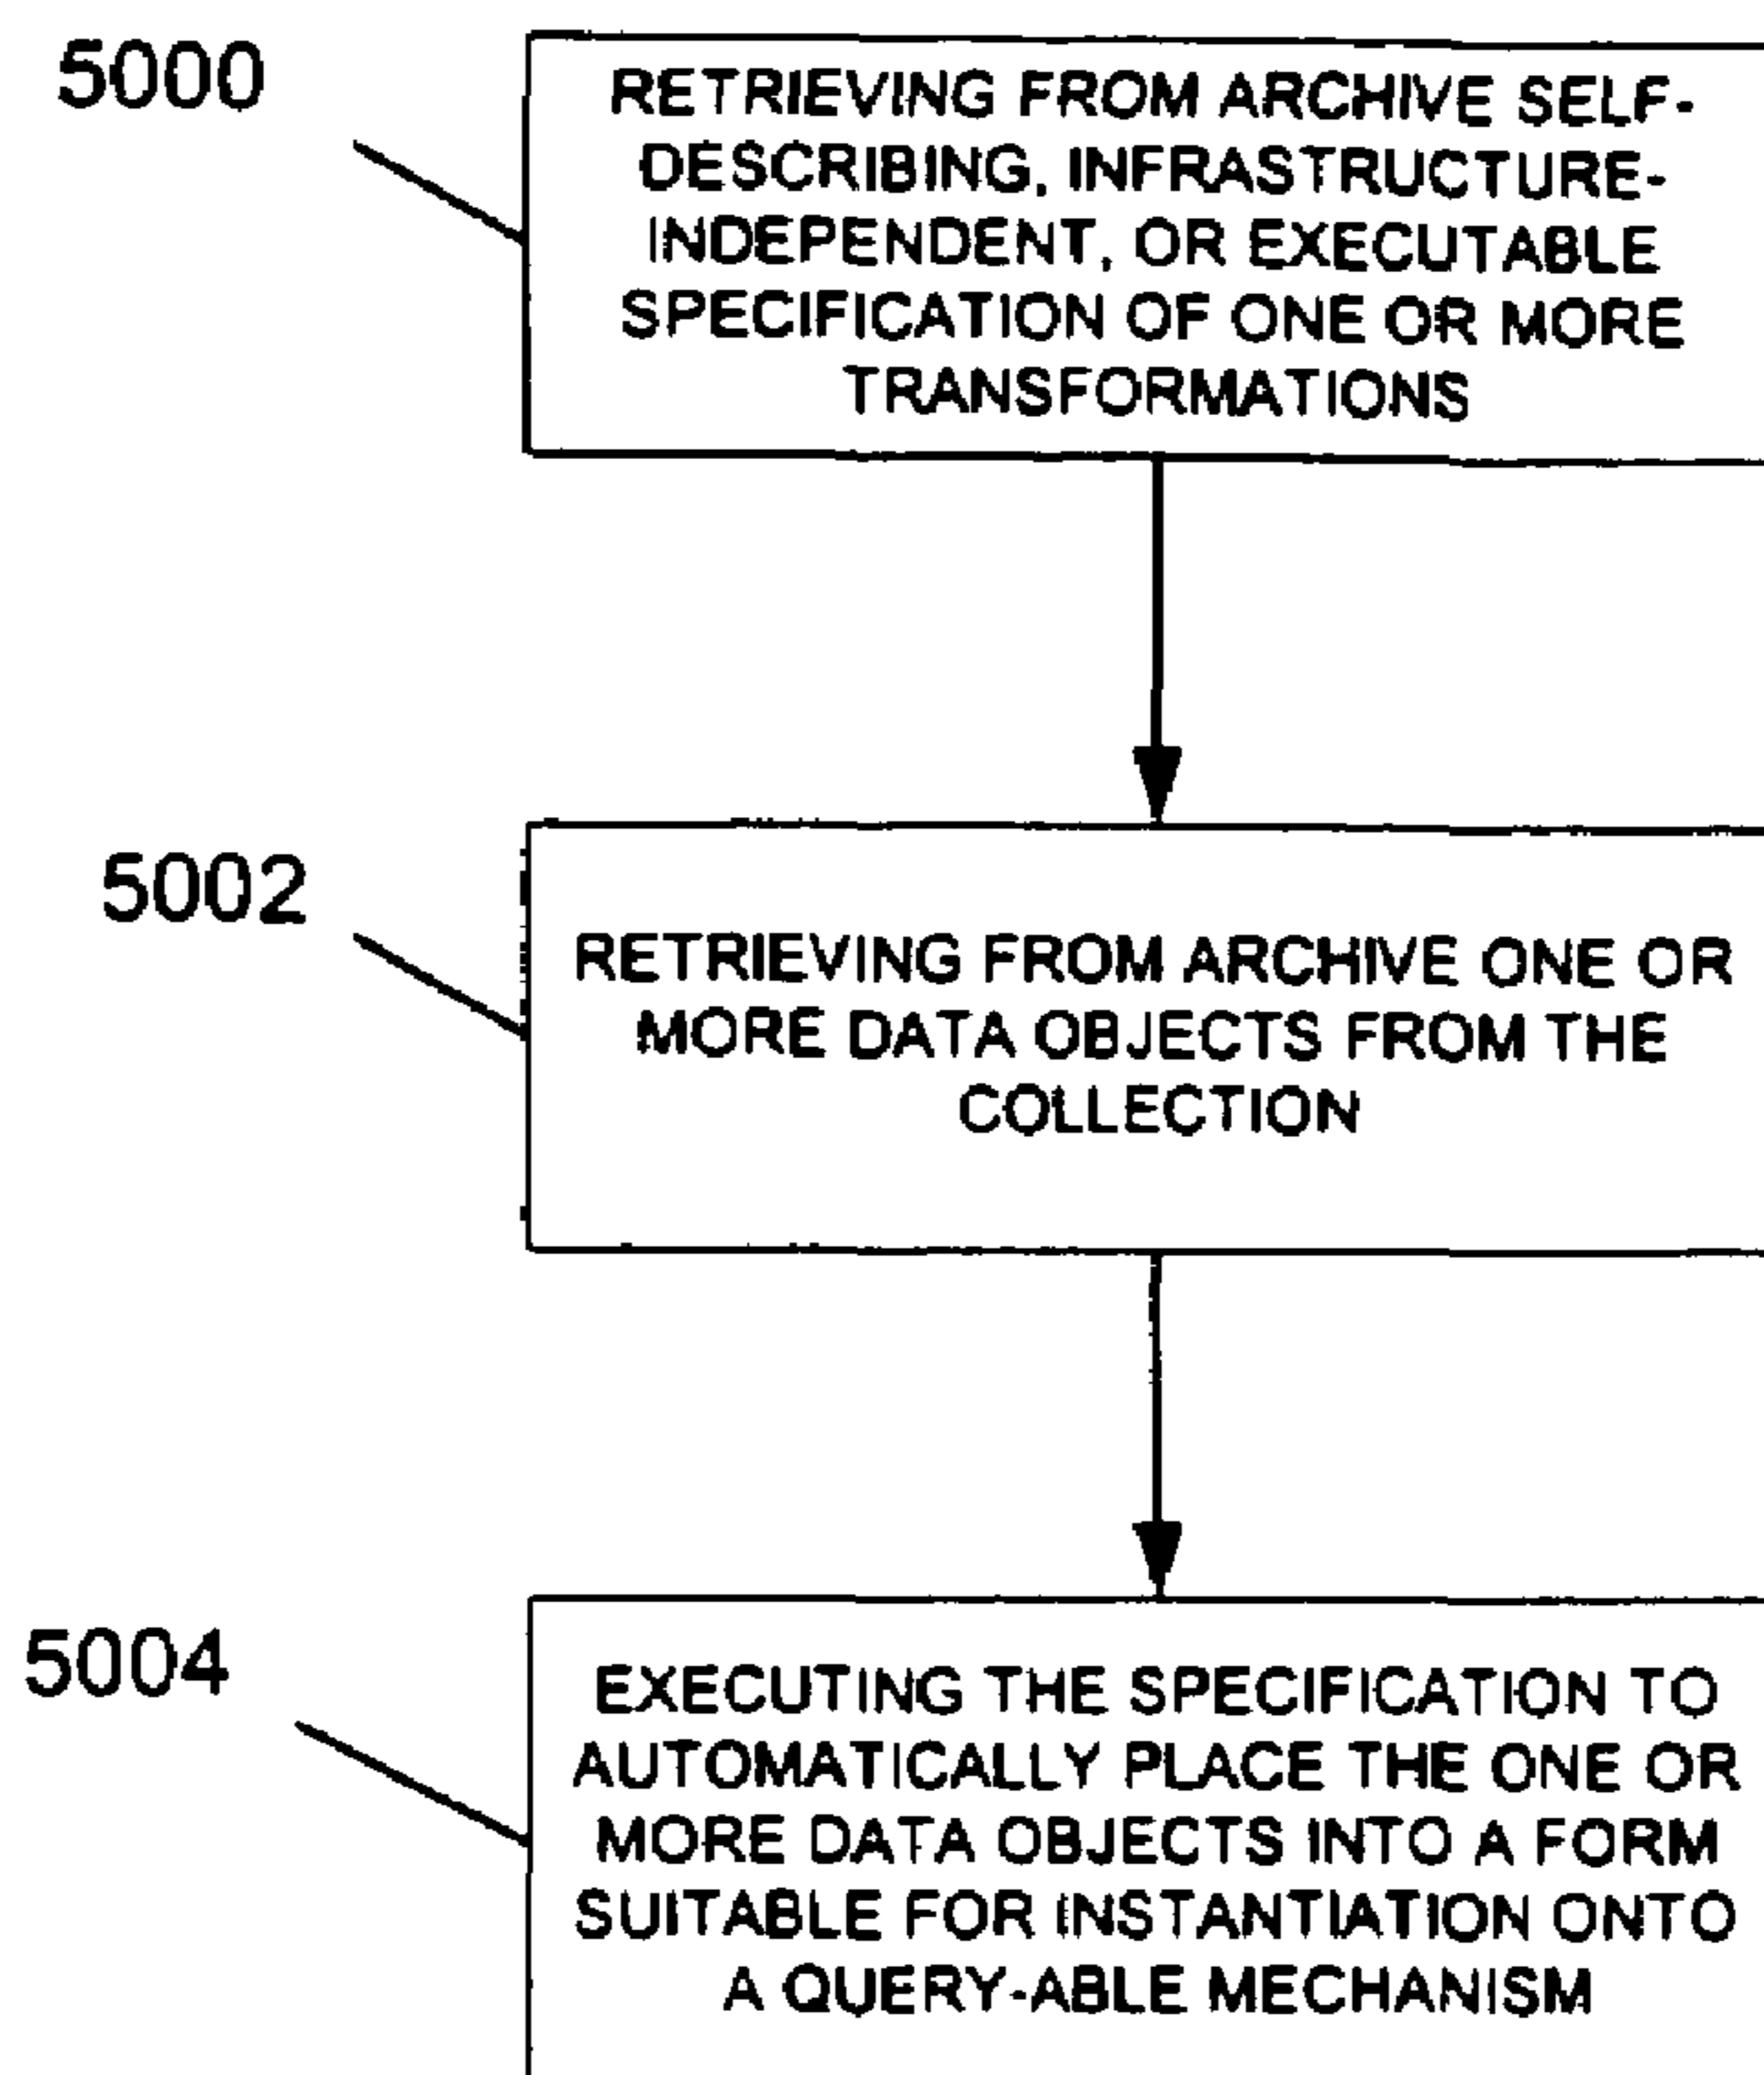 5000
RETRIEVING FROM ARCHIVE SELF-
DESCRIBING, INFRASTRUCTURE-
INDEPENDENT, OR EXECUTABLE
SPECIFICATION OF ONE OR MORE
TRANSFORMATIONS
5002
RETRIEVING FROM ARCHIVE ONE OR
MORE DATA OBJECTS FROM THE
COLLECTION
5004
EXECUTING THE SPECIFICATION TO
AUTOMATICALLY PLACE THE ONE OR
MORE DATA OBJECTS INTO A FORM
SUITABLE FOR INSTANTIATION ONTO
A QUERY-ABLE MECHANISM